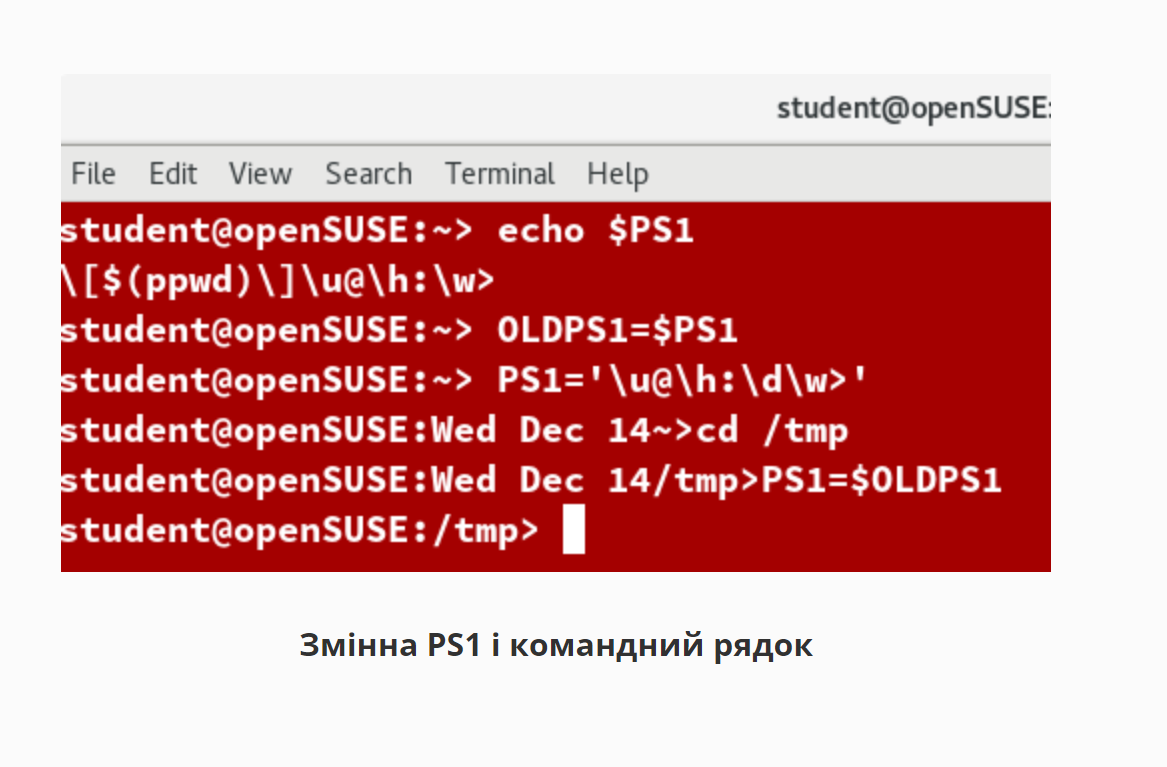 student@openSUSE:
File Edit View Search Terminal Help
student@openSUSE:~> echo $PS1
\[$(ppwd)\]\u@\h:\w>
student@openSUSE:~> OLDPS1=$PS1
student@openSUSE:~> PS1='\u@\h:\d\w>'
student@openSUSE:Wed Dec 14~>cd /tmp
student@openSUSE:Wed Dec 14/tmp>PS1=$OLDPS1
student@openSUSE:/tmp>
Змінна PS1 і командний рядок